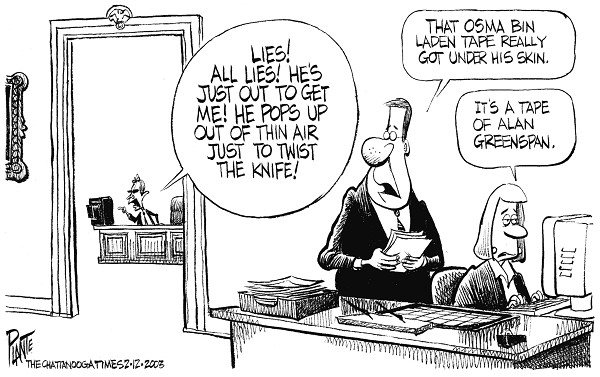 LIES!
ALL LIES! HE'S
JUST OUT TO GET
ME! HE POPS UP
OUT OF THIN AIR
JUST TO TWIST
THE KNIFE!
THAT OSMA BIN
LADEN TAPE REALLY
GOT UNDER HIS SKIN.
IT'S A TAPE
OF ALAN
GREENSPAN.
PLANTE
THE CHATTANOOGA TIMES 2-12-2003